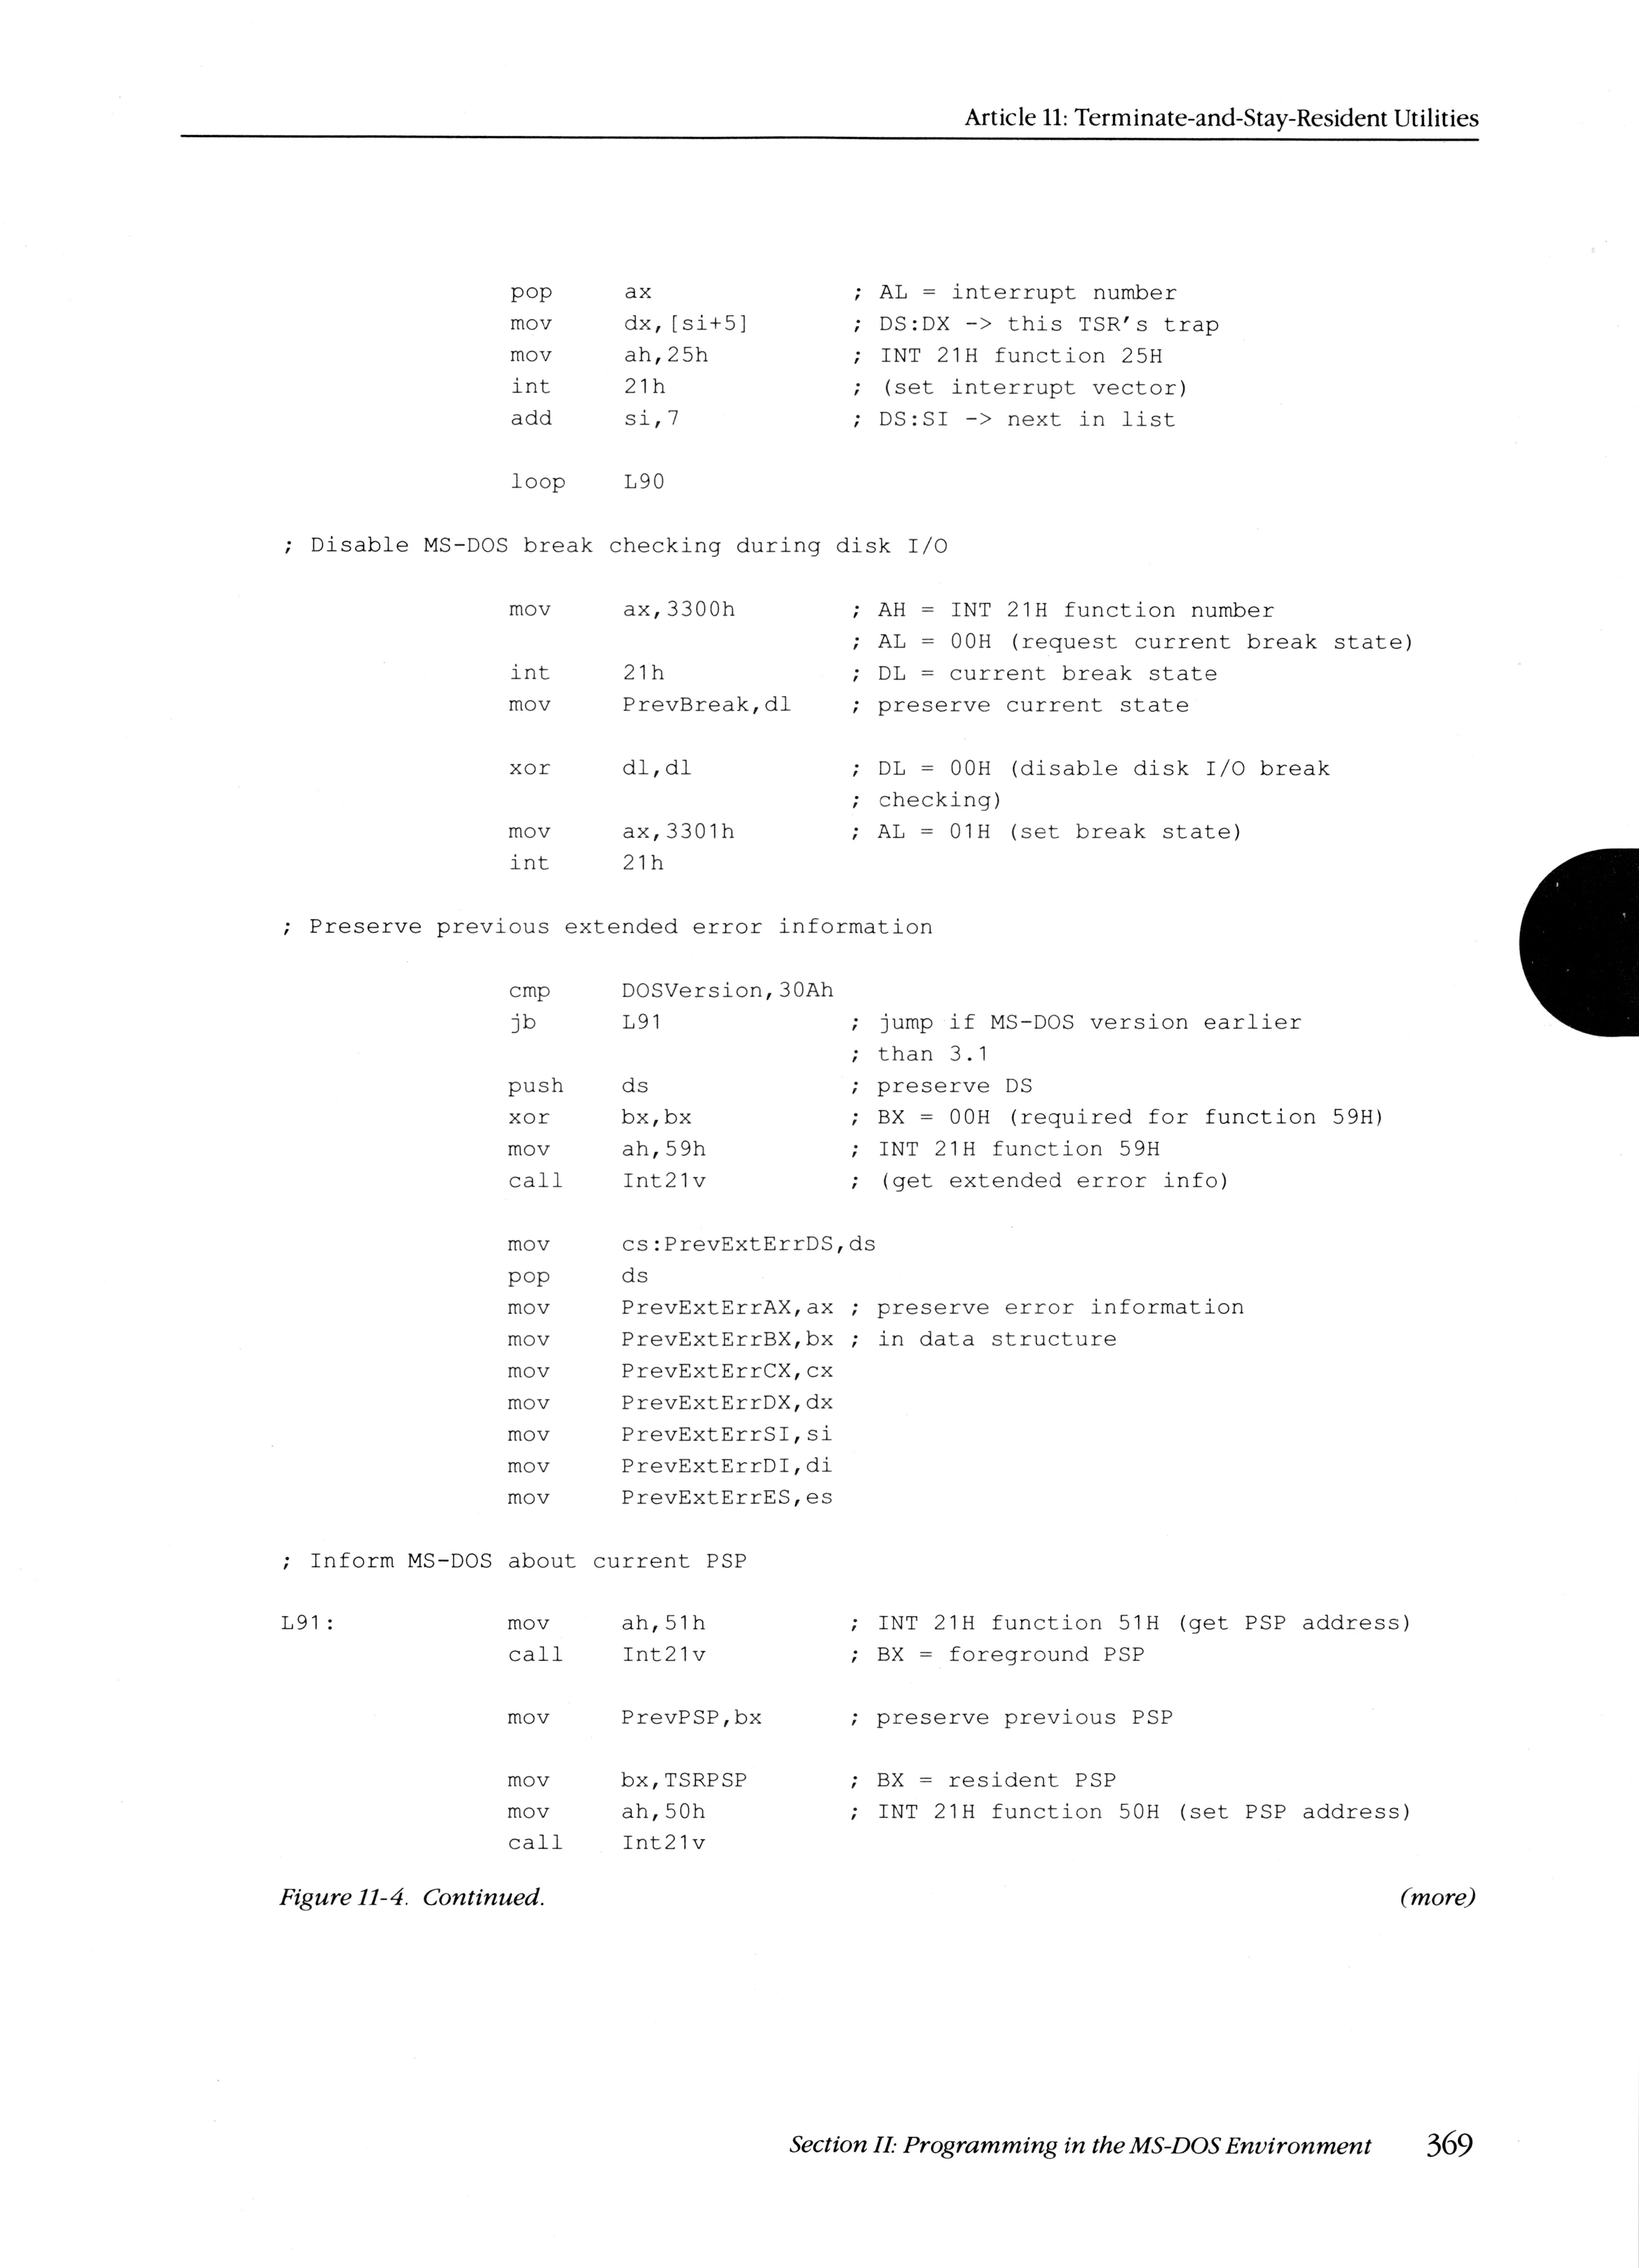 Article 11: Terminate-and-Stay-Resident Utilities
pop ax ; AL = interrupt number
mov dx,[si+5] ; DS:DX -> this TSR's trap
mov ah,25h ; INT 21H function 25H
int 21h ; (set interrupt vector)
add si,7 ; DS:SI -> next in list
loop L90
; Disable MS-DOS break checking during disk I/O
mov ax,3300h ; AH = INT 21H function number
; AL = 00H (request current break state)
int 21h ; DL = current break state
mov PrevBreak,dl ; preserve current state
xor dl,dl ; DL = 00H (disable disk I/O break
; checking)
mov ax,3301h ; AL = 01H (set break state)
int 21h
; Preserve previous extended error information
cmp DOSVersion,30Ah
jb L91 ; jump if MS-DOS version earlier
; than 3.1
push ds ; preserve DS
xor bx,bx ; BX = 00H (required for function 59H)
mov ah,59h ; INT 21H function 59H
call Int21v ; (get extended error info)
mov cs:PrevExtErrDS,ds
pop ds
mov PrevExtErrAX,ax ; preserve error information
mov PrevExtErrBX,bx ; in data structure
mov PrevExtErrCX,cx
mov PrevExtErrDX,dx
mov PrevExtErrSI,si
mov PrevExtErrDI,di
mov PrevExtErrES,es
; Inform MS-DOS about current PSP
L91: mov ah,51h ; INT 21H function 51H (get PSP address)
call Int21v ; BX = foreground PSP
mov PrevPSP,bx ; preserve previous PSP
mov bx,TSRPSP ; BX = resident PSP
mov ah,50h ; INT 21H function 50H (set PSP address)
call Int21v
Figure 11-4. Continued. (more)
Section II: Programming in the MS-DOS Environment 369